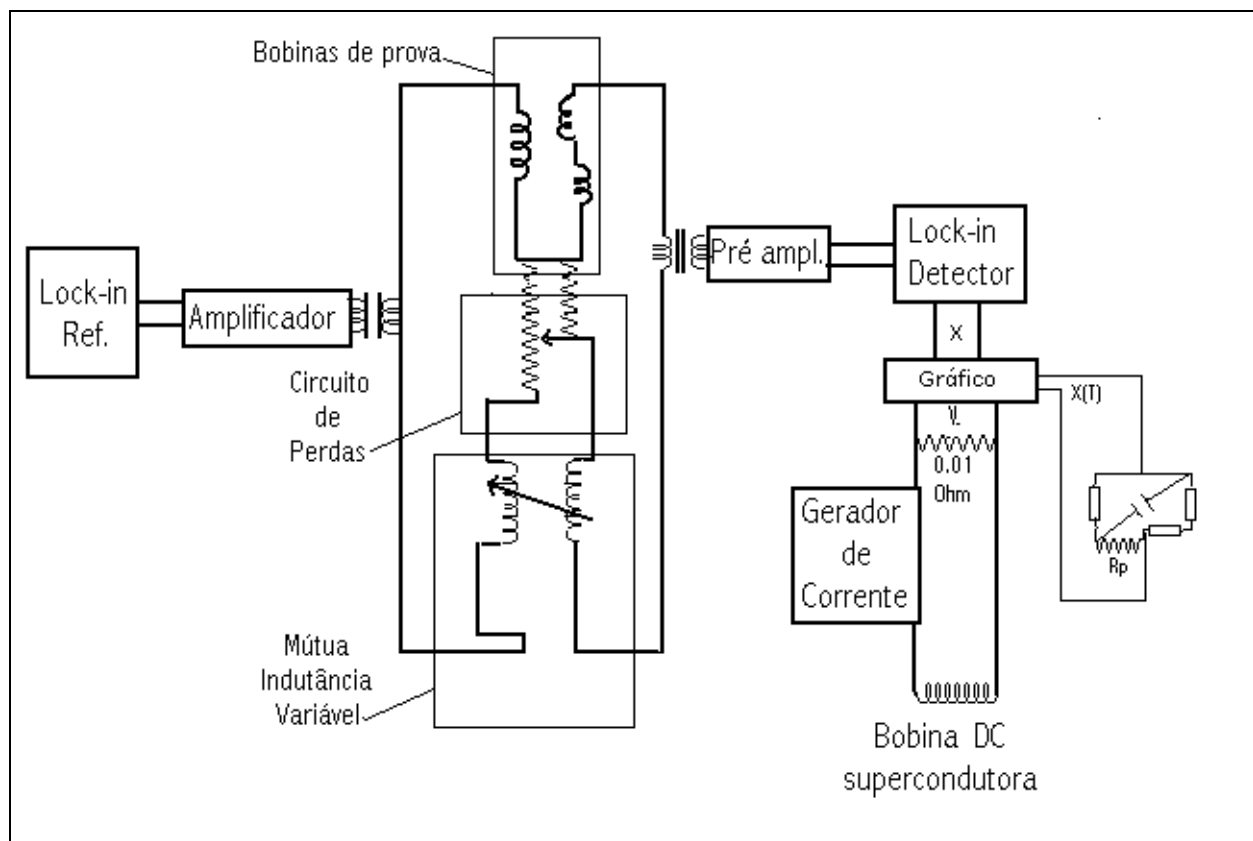 Bobinas de prova
Lock-in
Ref.
Amplificador
Pré ampl.
Lock-in
Detector
X
Gráfico
X(T)
V
0.01
Ohm
Circuito
de
Perdas
Gerador
de
Corrente
Rp
Mútua
Indutância
Variável
Bobina DC
supercondutora